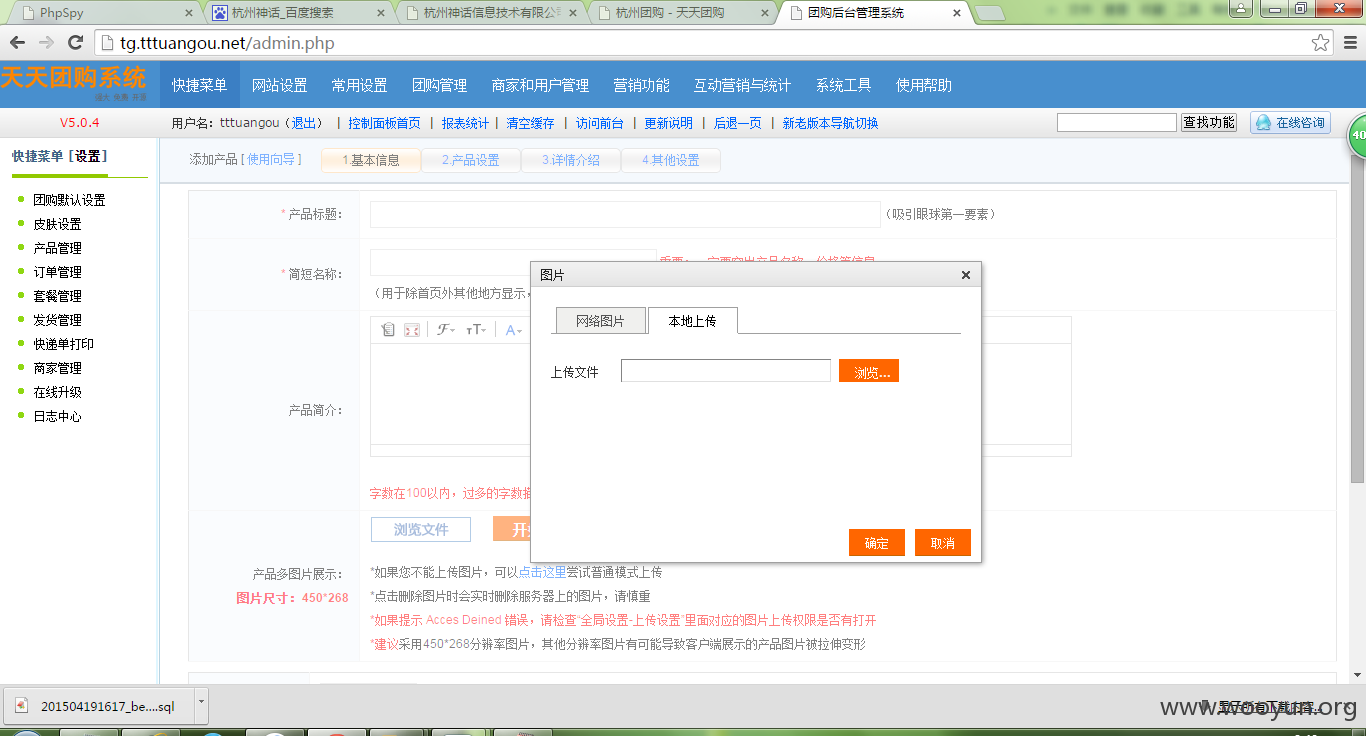 PhpSpy
杭州神话_百度搜索
杭州神话信息技术有限公司
杭州团购 - 天天团购
团购后台管理系统
tg.tttuangou.net/admin.php
天天团购系统
快捷菜单 网站设置 常用设置 团购管理 商家和用户管理 营销功能 互动营销与统计 系统工具 使用帮助
V5.0.4
用户名：tttuangou（退出） | 控制面板首页 | 报表统计 | 清空缓存 | 访问前台 | 更新说明 | 后退一页 | 新老版本导航切换
查找功能
在线咨询
40
快捷菜单 [设置]
团购默认设置
皮肤设置
产品管理
订单管理
套餐管理
发货管理
快递单打印
商家管理
在线升级
日志中心
添加产品 [ 使用向导 ]
1.基本信息 2.产品设置 3.详情介绍 4.其他设置
* 产品标题：
（吸引眼球第一要素）
* 简短名称：
（用于除首页外其他地方显示，
产品简介：
字数在100以内，过多的字数
浏览文件
产品多图片展示：
图片尺寸：450*268
*如果您不能上传图片，可以点击这里尝试普通模式上传
*点击删除图片时会实时删除服务器上的图片，请慎重
*如果提示 Acces Deined 错误，请检查“全局设置-上传设置”里面对应的图片上传权限是否有打开
*建议采用450*268分辨率图片，其他分辨率图片有可能导致客户端展示的产品图片被拉伸变形
图片
网络图片 本地上传
上传文件
浏览...
确定 取消
201504191617_be....sql
www.wooyun.org